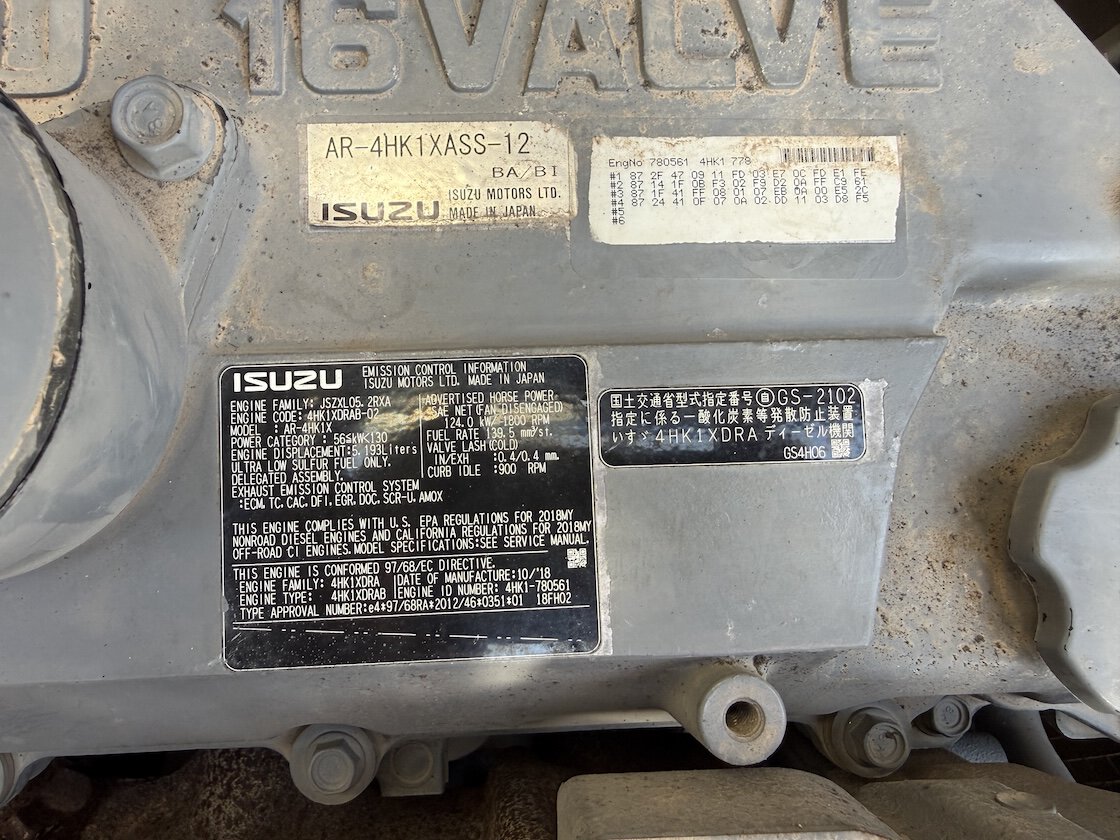 16 VALVE
AR-4HK1XASS-12
BA/BI
ISUZU MOTORS LTD.
ISUZU MADE IN JAPAN
EngNo 780561 4HK1 778
#1 87 2F 47 09 11 FD 03 E7 0C FD E1 FE
#2 87 14 1F 0B F3 02 F9 D2 0A FF C9 61
#3 87 1F 41 FF 08 01 07 EB 0A 00 E5 2C
#4 87 24 41 0F 07 0A 02 DD 11 03 D8 F5
#5
#6
ISUZU EMISSION CONTROL INFORMATION
ISUZU MOTORS LTD. MADE IN JAPAN
ENGINE FAMILY: JSZXL05.2RXA
ENGINE CODE: 4HK1XDRAB-02
MODEL : AR-4HK1X
POWER CATEGORY : 56≤kW<130
ENGINE DISPLACEMENT:5.193Liters
ULTRA LOW SULFUR FUEL ONLY.
DELEGATED ASSEMBLY.
EXHAUST EMISSION CONTROL SYSTEM
:ECM, TC, CAC, DFI, EGR, DOC, SCR-U, AMOX
ADVERTISED HORSE POWER
SAE NET(FAN DISENGAGED)
124.0 kW/ 1800 RPM
FUEL RATE 139.5 mm³/st.
VALVE LASH(COLD)
IN/EXH :0.4/0.4 mm.
CURB IDLE :900 RPM
THIS ENGINE COMPLIES WITH U.S. EPA REGULATIONS FOR 2018MY
NONROAD DIESEL ENGINES AND CALIFORNIA REGULATIONS FOR 2018MY
OFF-ROAD CI ENGINES. MODEL SPECIFICATIONS:SEE SERVICE MANUAL.
THIS ENGINE IS CONFORMED 97/68/EC DIRECTIVE.
ENGINE FAMILY: 4HK1XDRA DATE OF MANUFACTURE:10/'18
ENGINE TYPE: 4HK1XDRAB ENGINE ID NUMBER: 4HK1-780561
TYPE APPROVAL NUMBER:e4*97/68RA*2012/46*0351*01 18FH02
国土交通省型式指定番号㊐GS-2102
指定に係る一酸化炭素等発散防止装置
いすゞ4HK1XDRA ディーゼル機関
GS4H06